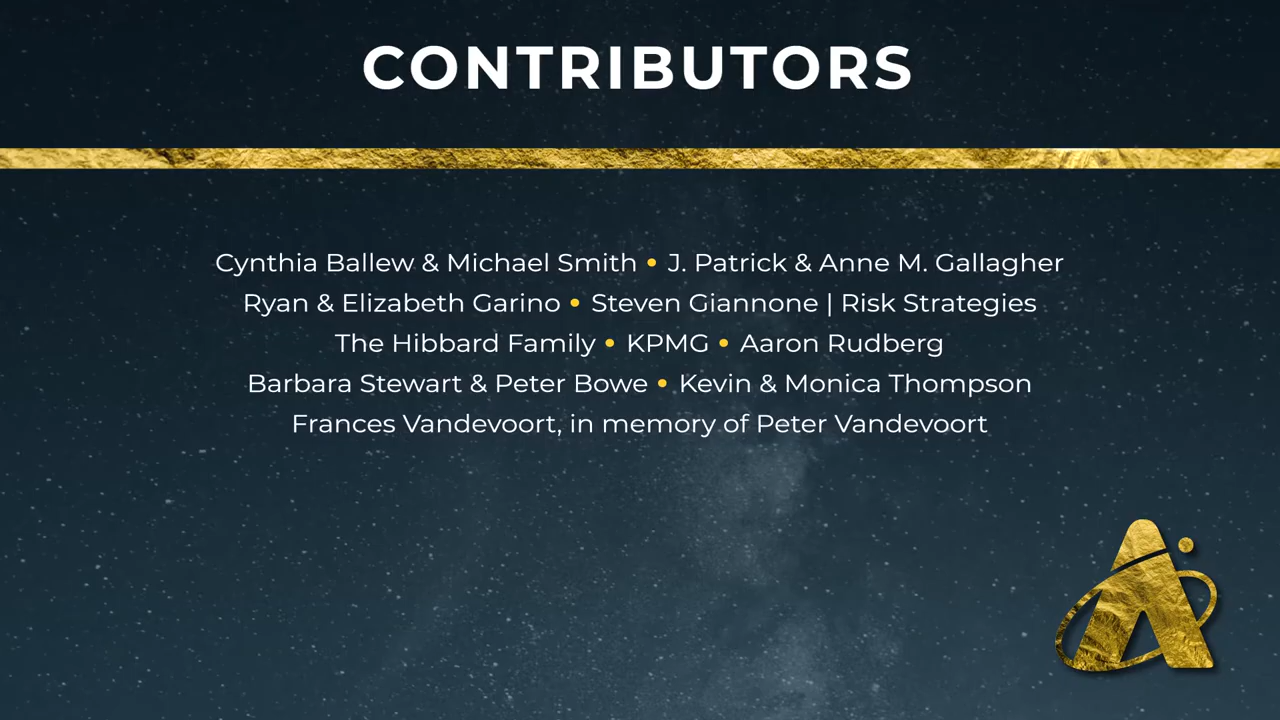 CONTRIBUTORS
Cynthia Ballew & Michael Smith • J. Patrick & Anne M. Gallagher
Ryan & Elizabeth Garino • Steven Giannone | Risk Strategies
The Hibbard Family • KPMG • Aaron Rudberg
Barbara Stewart & Peter Bowe • Kevin & Monica Thompson
Frances Vandevoort, in memory of Peter Vandevoort